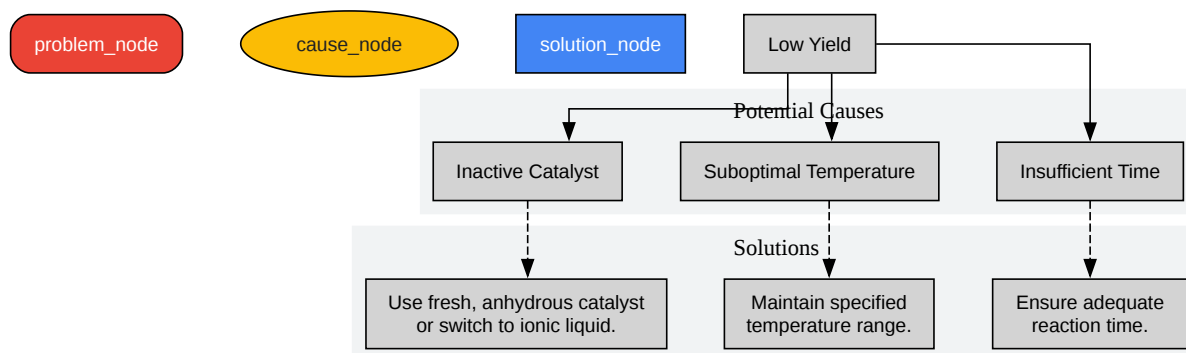 problem_node
cause_node
solution_node
Low Yield
Potential Causes
Inactive Catalyst
Suboptimal Temperature
Insufficient Time
Solutions
Use fresh, anhydrous catalyst
or switch to ionic liquid.
Maintain specified
temperature range.
Ensure adequate
reaction time.